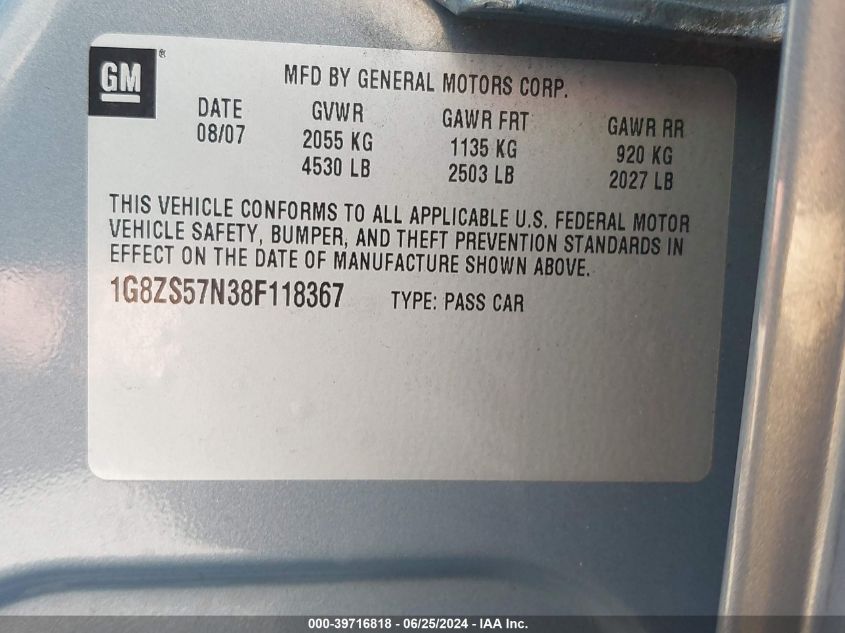 GM ®
MFD BY GENERAL MOTORS CORP.
DATE GVWR GAWR FRT GAWR RR
08/07 2055 KG 1135 KG 920 KG
4530 LB 2503 LB 2027 LB
THIS VEHICLE CONFORMS TO ALL APPLICABLE U.S. FEDERAL MOTOR
VEHICLE SAFETY, BUMPER, AND THEFT PREVENTION STANDARDS IN
EFFECT ON THE DATE OF MANUFACTURE SHOWN ABOVE.
1G8ZS57N38F118367 TYPE: PASS CAR
000-39716818 - 06/25/2024 - IAA Inc.